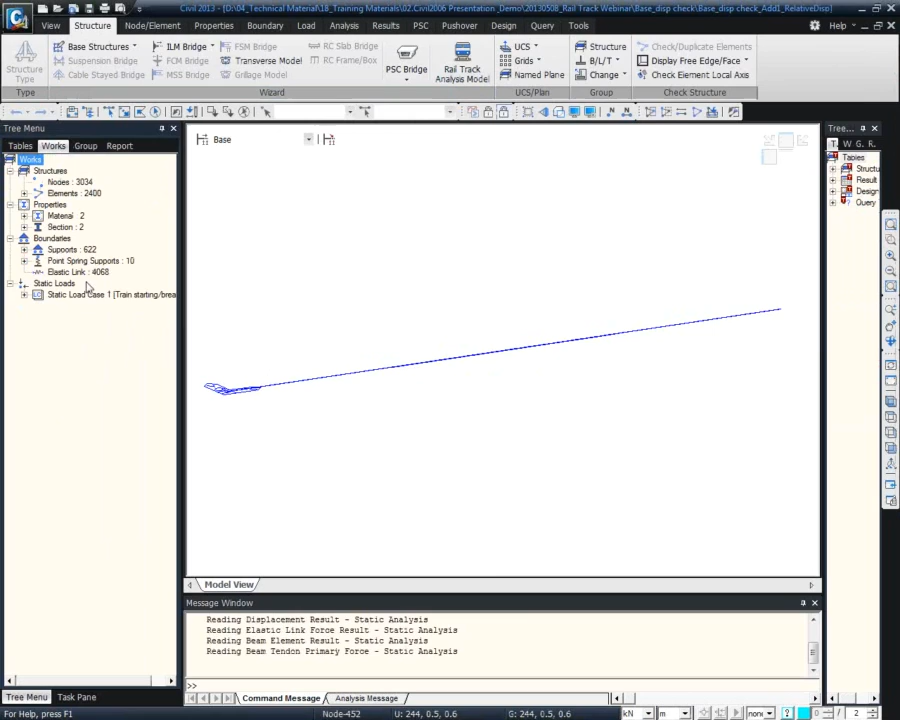 Civil 2013 - [D:\04_Technical Material\18_Training Materials\02.Civil2006 Presentation_Demo\20130508_Rail Track Webinar\Base_disp check\Base_disp check_Add1_RelativeDisp]
View Structure Node/Element Properties Boundary Load Analysis Results PSC Pushover Design Query Tools Help
Structure Type
Base Structures
Suspension Bridge
Cable Stayed Bridge
ILM Bridge
FCM Bridge
MSS Bridge
FSM Bridge
Transverse Model
Grillage Model
RC Slab Bridge
RC Frame/Box
PSC Bridge
Rail Track Analysis Model
UCS
Grids
Named Plane
Structure
B/L/T
Change
Check/Duplicate Elements
Display Free Edge/Face
Check Element Local Axis
Type Wizard UCS/Plan Group Check Structure
Tree Menu
Tables Works Group Report
Works
Structures
Nodes : 3034
Elements : 2400
Properties
Material 2
Section : 2
Boundaries
Supports : 622
Point Spring Supports : 10
Elastic Link : 4068
Static Loads
Static Load Case 1 [Train starting/brea
Base
Tree...
T. W G. R.
Tables
Structu
Result
Design
Query
Model View
Message Window
Reading Displacement Result - Static Analysis
Reading Elastic Link Force Result - Static Analysis
Reading Beam Element Result - Static Analysis
Reading Beam Tendon Primary Force - Static Analysis
>>
Tree Menu Task Pane
Command Message Analysis Message
For Help, press F1
Node-452
U: 244, 0.5, 0.6
G: 244, 0.5, 0.6
kN
m
none
0 / 2